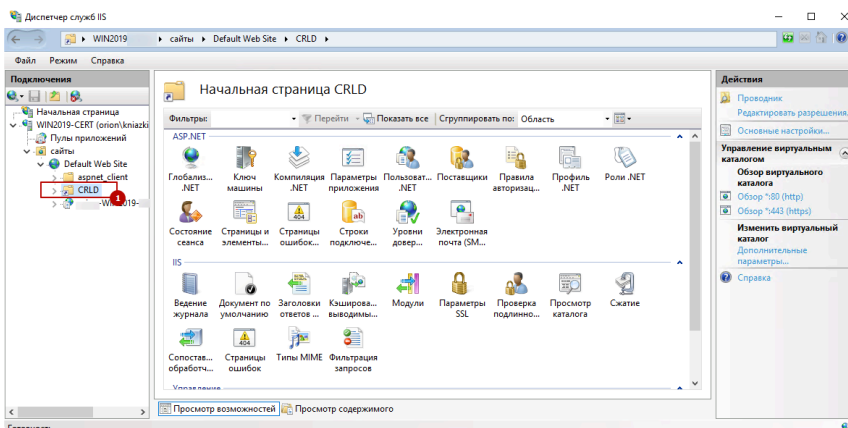 Диспетчер служб IIS
WIN2019 сайты Default Web Site CRLD
Файл Режим Справка
Подключения
Начальная страница
WIN2019-CERT (orion\kniazki
Пулы приложений
сайты
Default Web Site
aspnet_client
CRLD
1
Начальная страница CRLD
Фильтры: Перейти Показать все Сгруппировать по: Область
ASP.NET
Глобализ... Ключ Компиляция Параметры Пользоват... Поставщики Правила Профиль Роли .NET
.NET машины .NET приложения .NET авторизац... .NET
Состояние Страницы и Страницы Строки Уровни Электронная
сеанса элементы... ошибок... подключе... довер... почта (SM...
IIS
Ведение Документ по Заголовки Кэширова... Модули Параметры Проверка Просмотр Сжатие
журнала умолчанию ответов ... выводимы... SSL подлинно... каталога
Сопостав... Страницы Типы MIME Фильтрация
обработч... ошибок запросов
Управление
Просмотр возможностей Просмотр содержимого
Действия
Проводник
Редактировать разрешения...
Основные настройки...
Управление виртуальным
каталогом
Обзор виртуального
каталога
Обзор *:80 (http)
Обзор *:443 (https)
Изменить виртуальный
каталог
Дополнительные
параметры...
Справка
Готовность